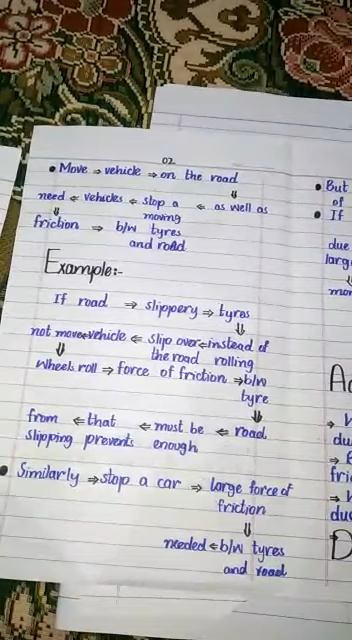 02
• Move → vehicle → on the road
⇓
need ← vehicles ← stop a ← as well as
moving
⇓
friction → b/w tyres
and road
Example:-
If road → slippery → tyres
⇓
not move ← vehicle ← slip over ← instead of
the road rolling
⇓
Wheels roll → force of friction → b/w
tyre
⇓
from ← that ← must be ← road.
slipping prevents enough
• Similarly → stop a car → large force of
friction
⇓
needed ← b/w tyres
and road
• But
of
• If
due
larg
↓
mor
→
du
→
fric
→
due
D